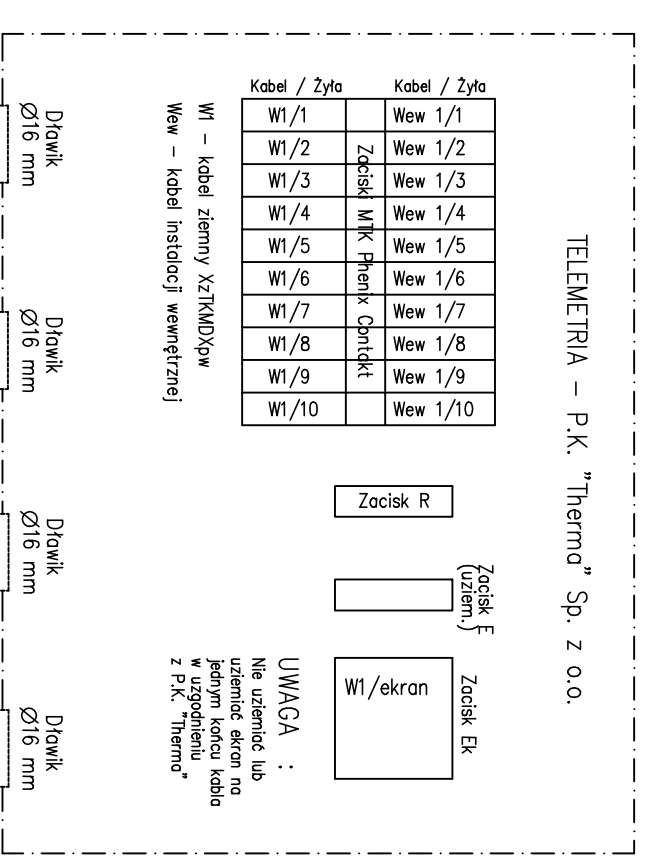 TELEMETRIA – P.K. "Therma" Sp. z o.o.
Kabel / Żyła
Kabel / Żyła
W1/1
Wew 1/1
W1/2
Wew 1/2
W1/3
Wew 1/3
W1/4
Wew 1/4
W1/5
Wew 1/5
W1/6
Wew 1/6
W1/7
Wew 1/7
W1/8
Wew 1/8
W1/9
Wew 1/9
W1/10
Wew 1/10
Zaciski MTK Phenix Contakt
Zacisk R
Zacisk E
(uziem.)
Zacisk Ek
W1/ekran
W1 – kabel ziemny XzTKMDXpw
Wew – kabel instalacji wewnętrznej
UWAGA :
Nie uziemiać lub
uziemiać ekran na
jednym końcu kabla
w uzgodnieniu
z P.K. "Therma"
Dławik
Ø16 mm
Dławik
Ø16 mm
Dławik
Ø16 mm
Dławik
Ø16 mm